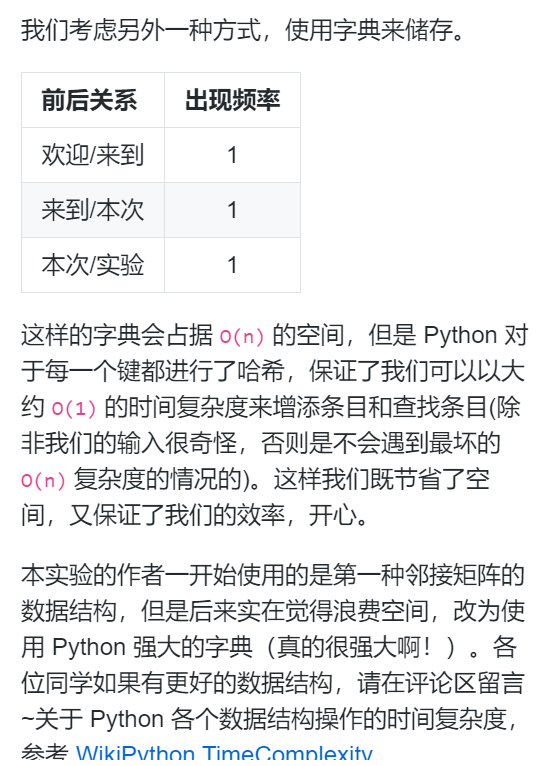 我们考虑另外一种方式，使用字典来储存。
前后关系 出现频率
欢迎/来到 1
来到/本次 1
本次/实验 1
这样的字典会占据 O(n) 的空间，但是 Python 对
于每一个键都进行了哈希，保证了我们可以以大
约 O(1) 的时间复杂度来增添条目和查找条目(除
非我们的输入很奇怪，否则是不会遇到最坏的
O(n) 复杂度的情况的)。这样我们既节省了空
间，又保证了我们的效率，开心。
本实验的作者一开始使用的是第一种邻接矩阵的
数据结构，但是后来实在觉得浪费空间，改为使
用 Python 强大的字典（真的很强大啊！）。各
位同学如果有更好的数据结构，请在评论区留言
~关于 Python 各个数据结构操作的时间复杂度，
参考 WikiPython TimeComplexity